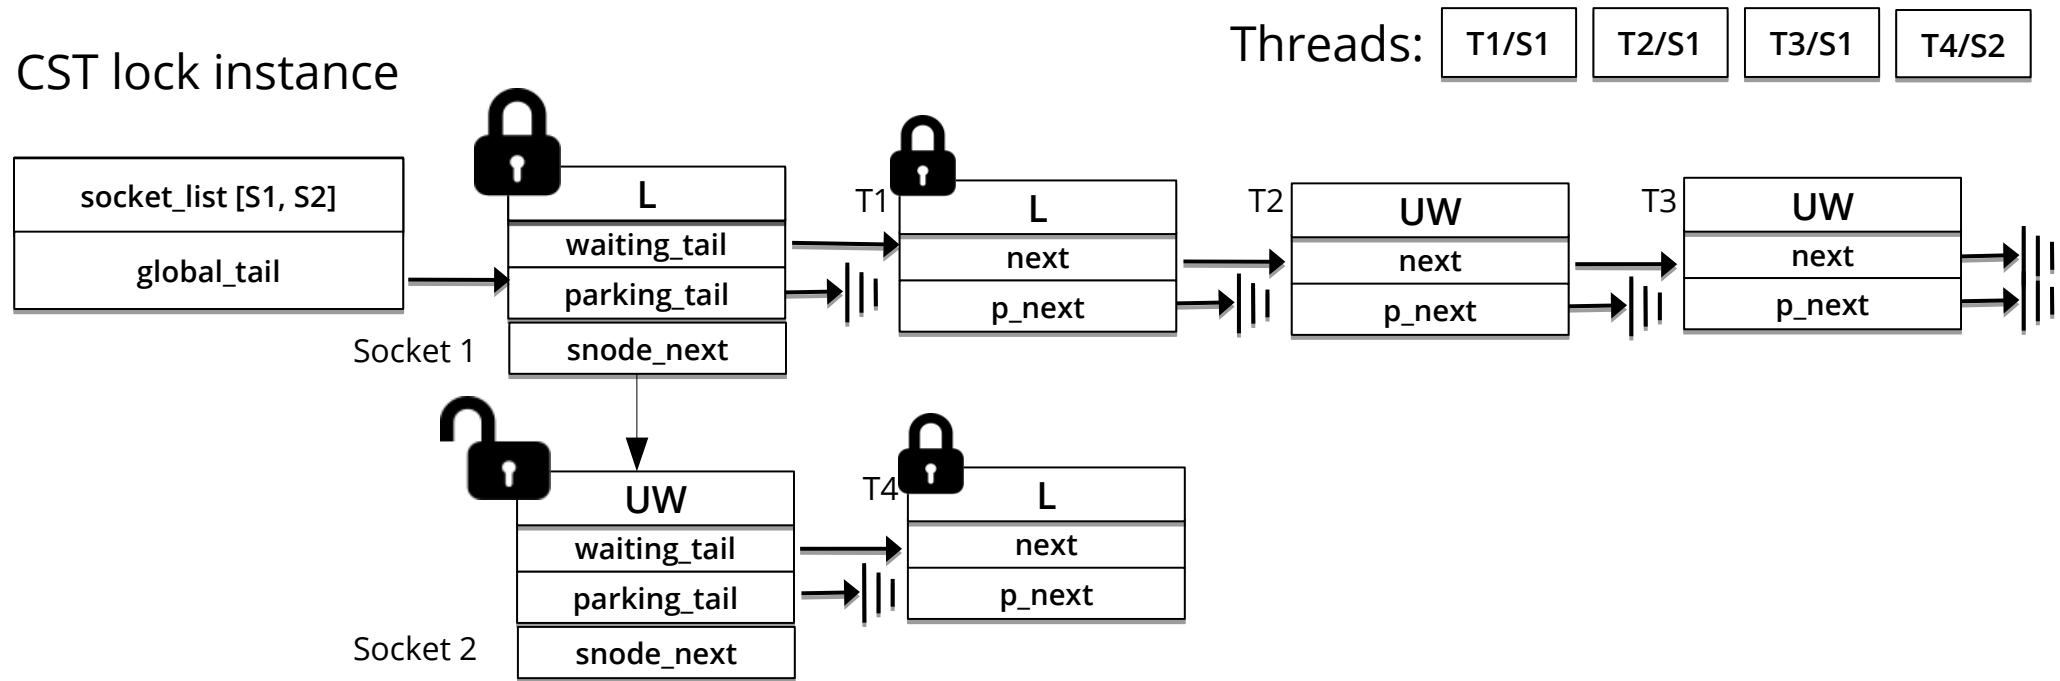 Threads:
T1/S1
T2/S1
T3/S1
T4/S2
CST lock instance
socket_list [S1, S2]
global_tail
L
waiting_tail
parking_tail
snode_next
Socket 1
T1
L
next
p_next
T2
UW
next
p_next
T3
UW
next
p_next
UW
waiting_tail
parking_tail
snode_next
Socket 2
T4
L
next
p_next